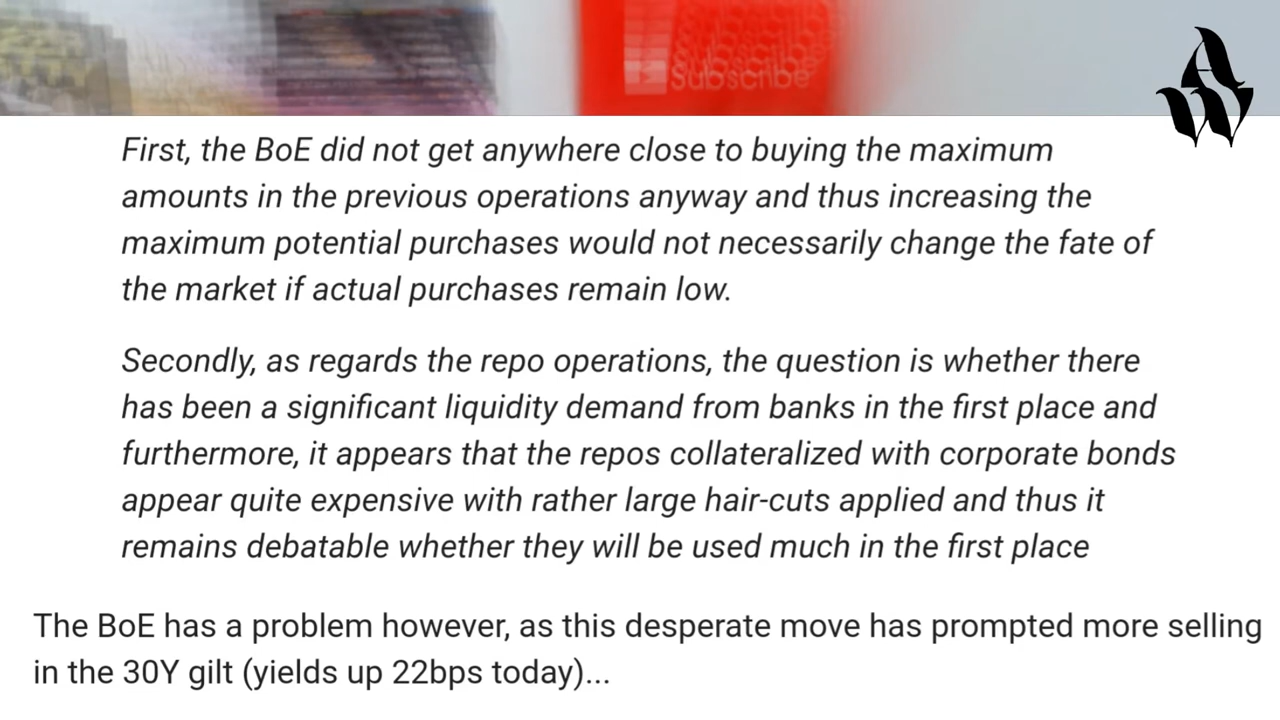 Subscribe
First, the BoE did not get anywhere close to buying the maximum
amounts in the previous operations anyway and thus increasing the
maximum potential purchases would not necessarily change the fate of
the market if actual purchases remain low.
Secondly, as regards the repo operations, the question is whether there
has been a significant liquidity demand from banks in the first place and
furthermore, it appears that the repos collateralized with corporate bonds
appear quite expensive with rather large hair-cuts applied and thus it
remains debatable whether they will be used much in the first place
The BoE has a problem however, as this desperate move has prompted more selling
in the 30Y gilt (yields up 22bps today)...